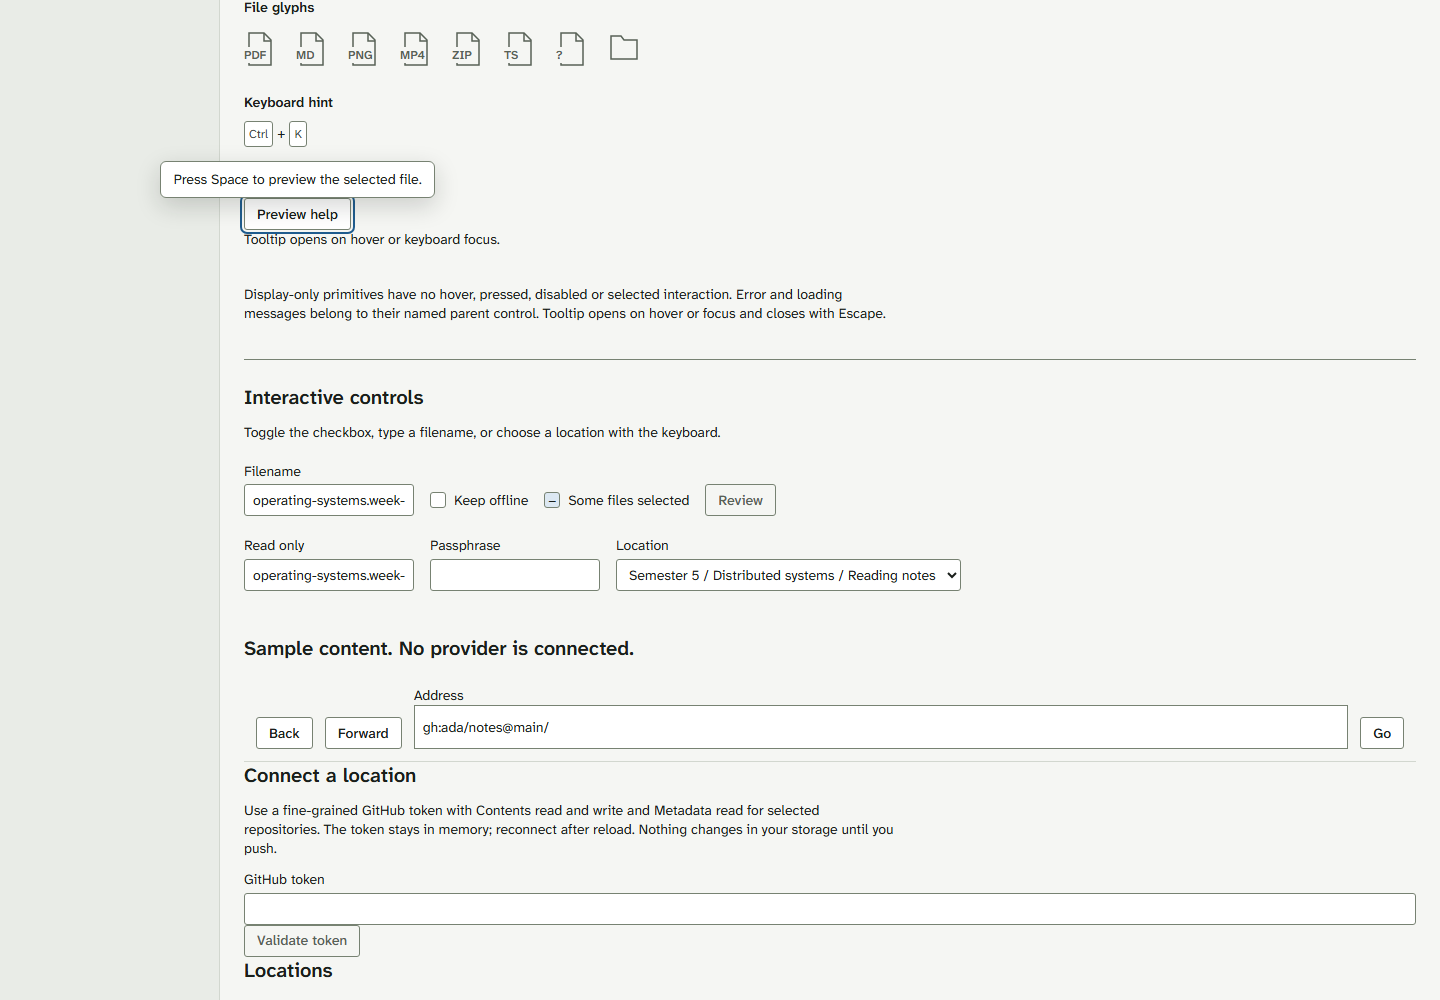 File glyphs
PDF MD PNG MP4 ZIP TS ?
Keyboard hint
Ctrl + K
Press Space to preview the selected file.
Preview help
Tooltip opens on hover or keyboard focus.
Display-only primitives have no hover, pressed, disabled or selected interaction. Error and loading
messages belong to their named parent control. Tooltip opens on hover or focus and closes with Escape.
Interactive controls
Toggle the checkbox, type a filename, or choose a location with the keyboard.
Filename
operating-systems.week- Keep offline Some files selected Review
Read only Passphrase Location
operating-systems.week- Semester 5 / Distributed systems / Reading notes
Sample content. No provider is connected.
Address
Back Forward gh:ada/notes@main/ Go
Connect a location
Use a fine-grained GitHub token with Contents read and write and Metadata read for selected
repositories. The token stays in memory; reconnect after reload. Nothing changes in your storage until you
push.
GitHub token
Validate token
Locations